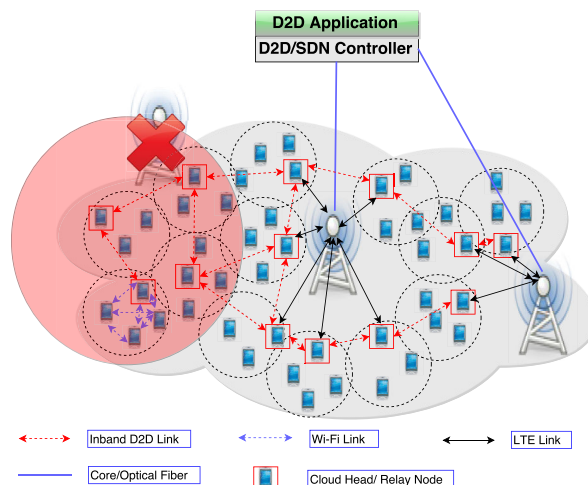 D2D Application
D2D/SDN Controller
Inband D2D Link
Wi-Fi Link
LTE Link
Core/Optical Fiber
Cloud Head/ Relay Node